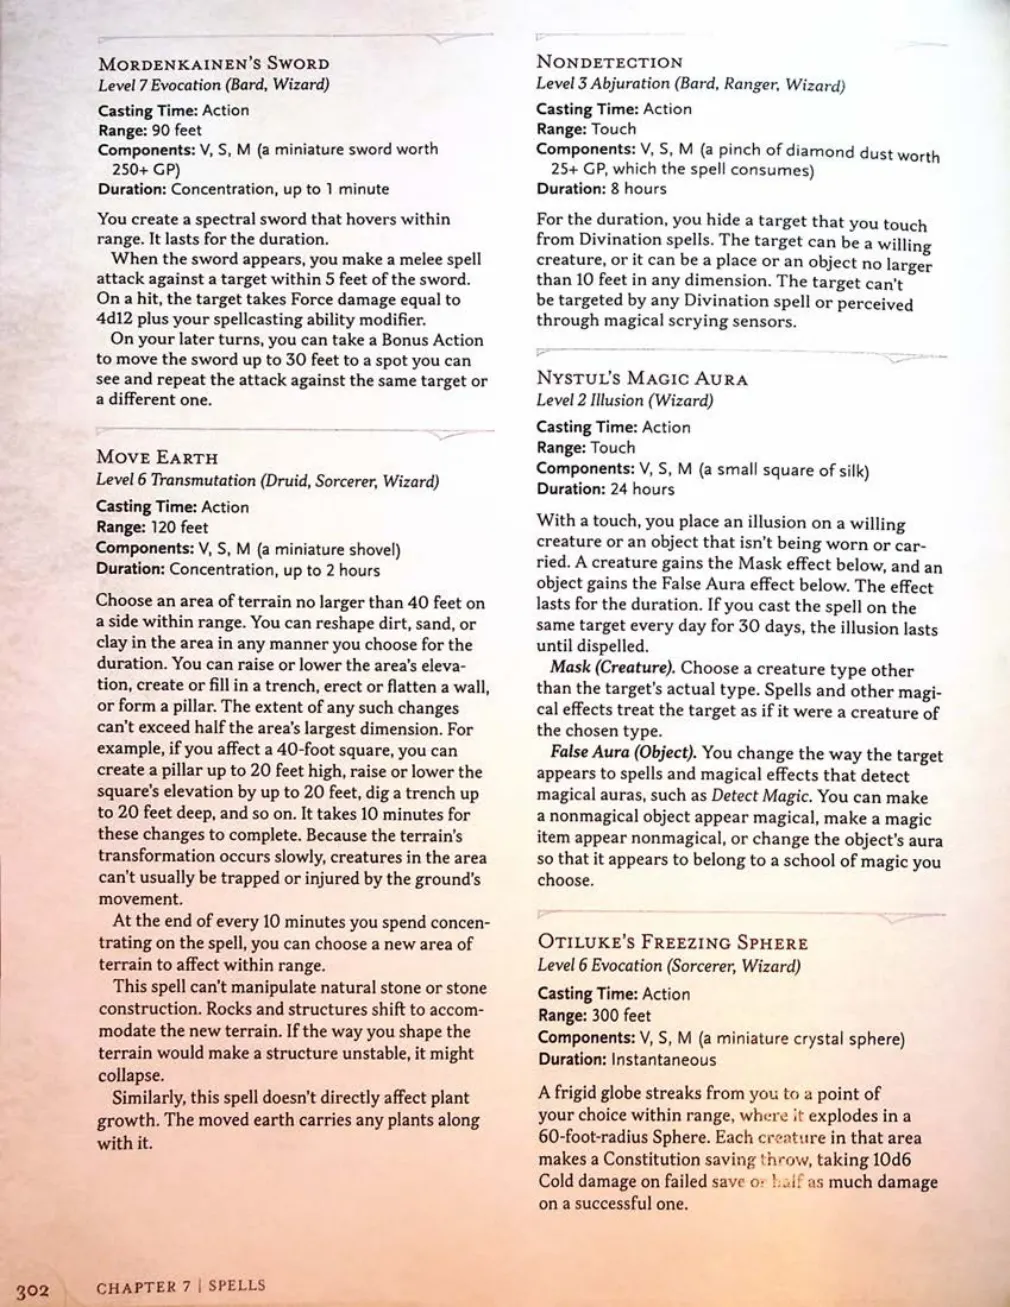 MORDENKAINEN'S SWORD
Level 7 Evocation (Bard, Wizard)
Casting Time: Action
Range: 90 feet
Components: V, S, M (a miniature sword worth
250+ GP)
Duration: Concentration, up to 1 minute
You create a spectral sword that hovers within
range. It lasts for the duration.
When the sword appears, you make a melee spell
attack against a target within 5 feet of the sword.
On a hit, the target takes Force damage equal to
4d12 plus your spellcasting ability modifier.
On your later turns, you can take a Bonus Action
to move the sword up to 30 feet to a spot you can
see and repeat the attack against the same target or
a different one.
MOVE EARTH
Level 6 Transmutation (Druid, Sorcerer, Wizard)
Casting Time: Action
Range: 120 feet
Components: V, S, M (a miniature shovel)
Duration: Concentration, up to 2 hours
Choose an area of terrain no larger than 40 feet on
a side within range. You can reshape dirt, sand, or
clay in the area in any manner you choose for the
duration. You can raise or lower the area's eleva-
tion, create or fill in a trench, erect or flatten a wall,
or form a pillar. The extent of any such changes
can't exceed half the area's largest dimension. For
example, if you affect a 40-foot square, you can
create a pillar up to 20 feet high, raise or lower the
square's elevation by up to 20 feet, dig a trench up
to 20 feet deep, and so on. It takes 10 minutes for
these changes to complete. Because the terrain's
transformation occurs slowly, creatures in the area
can't usually be trapped or injured by the ground's
movement.
At the end of every 10 minutes you spend concen-
trating on the spell, you can choose a new area of
terrain to affect within range.
This spell can't manipulate natural stone or stone
construction. Rocks and structures shift to accom-
modate the new terrain. If the way you shape the
terrain would make a structure unstable, it might
collapse.
Similarly, this spell doesn't directly affect plant
growth. The moved earth carries any plants along
with it.
NONDETECTION
Level 3 Abjuration (Bard, Ranger, Wizard)
Casting Time: Action
Range: Touch
Components: V, S, M (a pinch of diamond dust worth
25+ GP, which the spell consumes)
Duration: 8 hours
For the duration, you hide a target that you touch
from Divination spells. The target can be a willing
creature, or it can be a place or an object no larger
than 10 feet in any dimension. The target can't
be targeted by any Divination spell or perceived
through magical scrying sensors.
NYSTUL'S MAGIC AURA
Level 2 Illusion (Wizard)
Casting Time: Action
Range: Touch
Components: V, S, M (a small square of silk)
Duration: 24 hours
With a touch, you place an illusion on a willing
creature or an object that isn't being worn or car-
ried. A creature gains the Mask effect below, and an
object gains the False Aura effect below. The effect
lasts for the duration. If you cast the spell on the
same target every day for 30 days, the illusion lasts
until dispelled.
Mask (Creature). Choose a creature type other
than the target's actual type. Spells and other magi-
cal effects treat the target as if it were a creature of
the chosen type.
False Aura (Object). You change the way the target
appears to spells and magical effects that detect
magical auras, such as Detect Magic. You can make
a nonmagical object appear magical, make a magic
item appear nonmagical, or change the object's aura
so that it appears to belong to a school of magic you
choose.
OTILUKE'S FREEZING SPHERE
Level 6 Evocation (Sorcerer, Wizard)
Casting Time: Action
Range: 300 feet
Components: V, S, M (a miniature crystal sphere)
Duration: Instantaneous
A frigid globe streaks from you to a point of
your choice within range, where it explodes in a
60-foot-radius Sphere. Each creature in that area
makes a Constitution saving throw, taking 10d6
Cold damage on failed save or half as much damage
on a successful one.
302 CHAPTER 7 | SPELLS